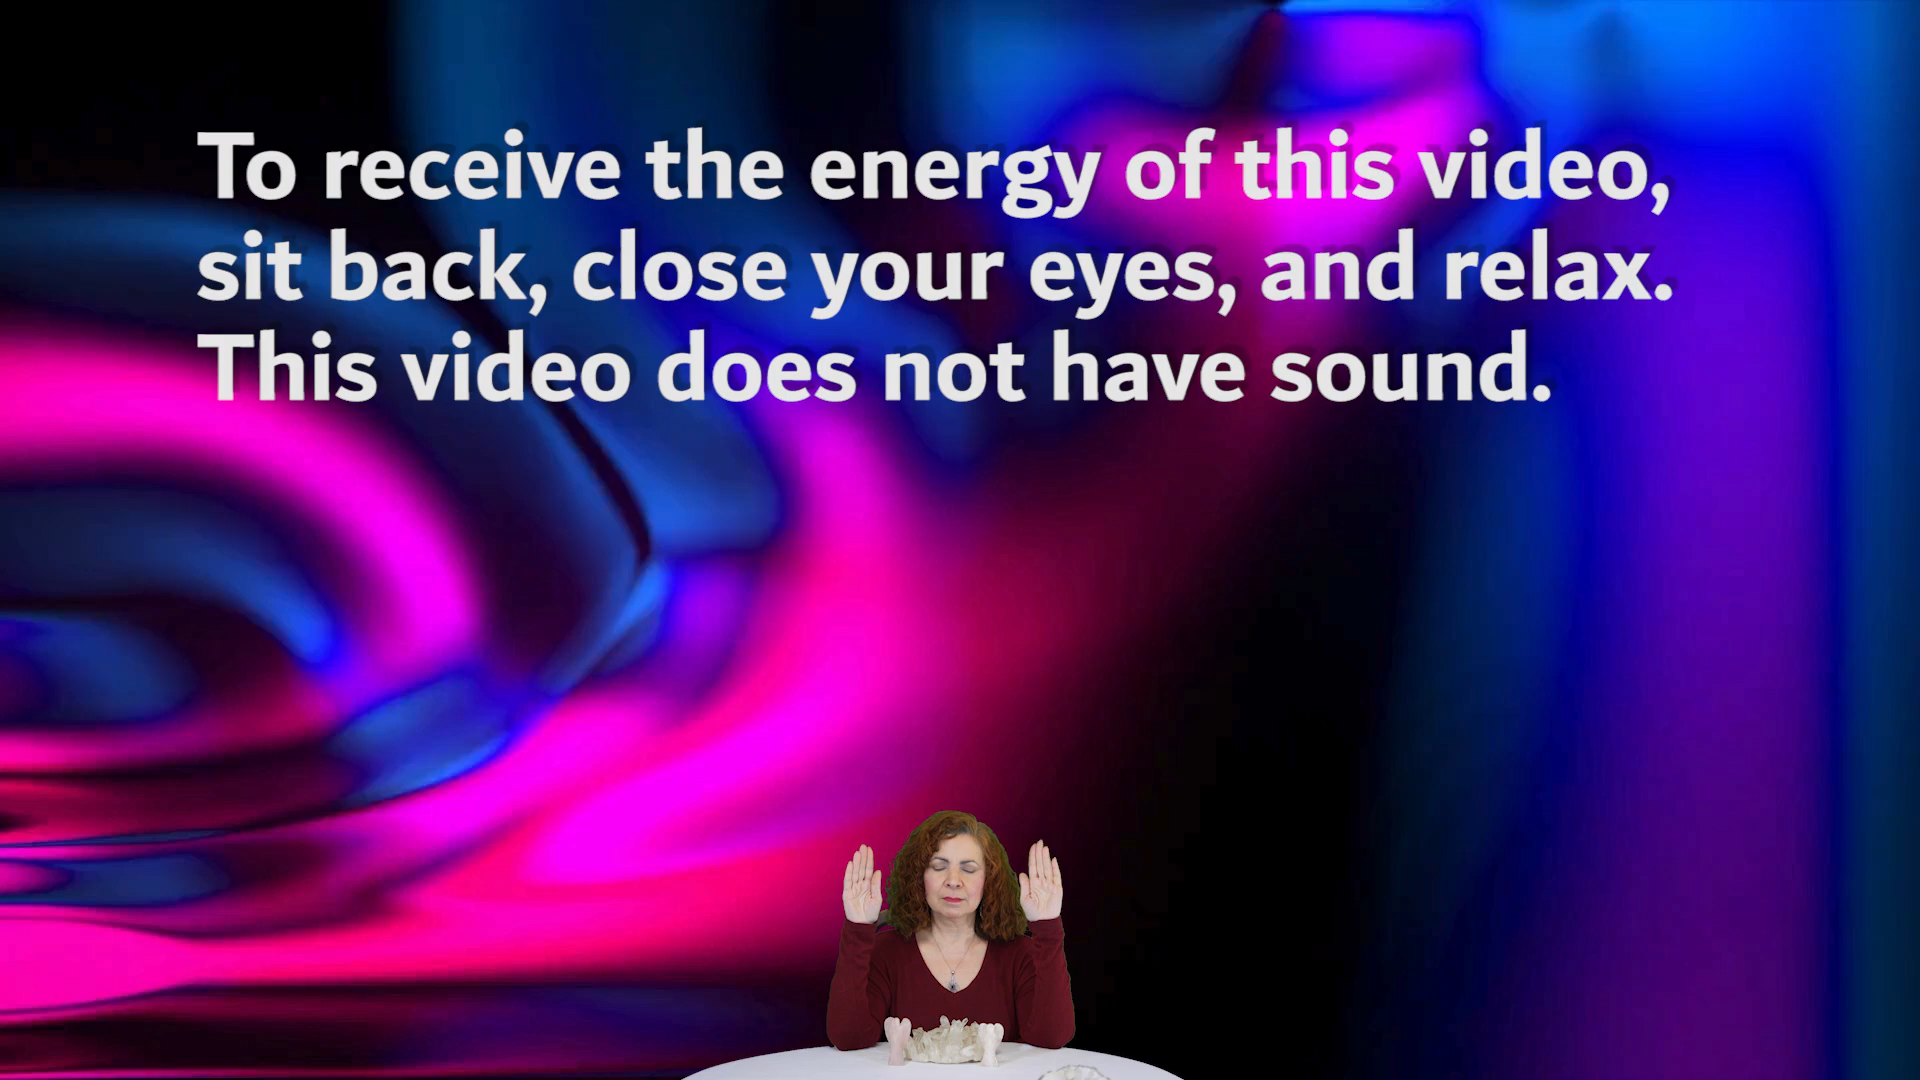 To receive the energy of this video,
sit back, close your eyes, and relax.
This video does not have sound.